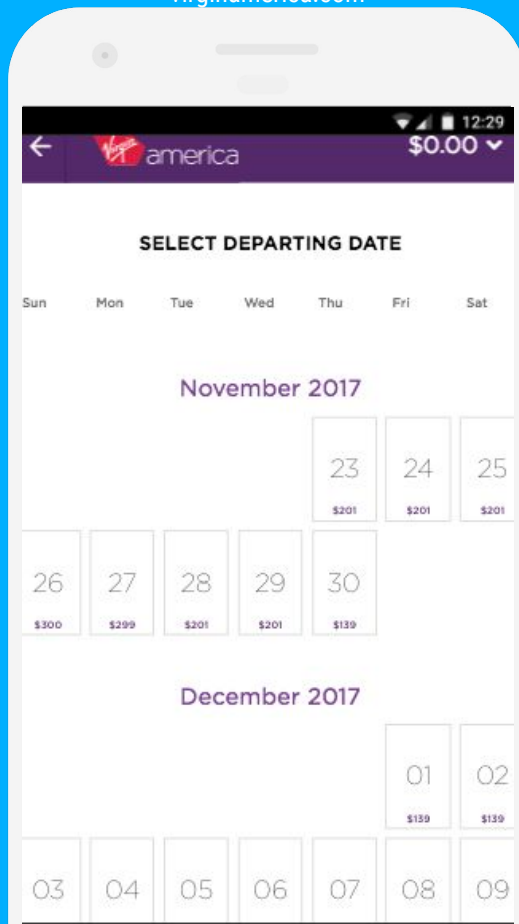 12:29
Virgin america
$0.00
SELECT DEPARTING DATE
Sun Mon Tue Wed Thu Fri Sat
November 2017
23 24 25
$201 $201 $201
26 27 28 29 30
$300 $299 $201 $201 $139
December 2017
01 02
$139 $139
03 04 05 06 07 08 09